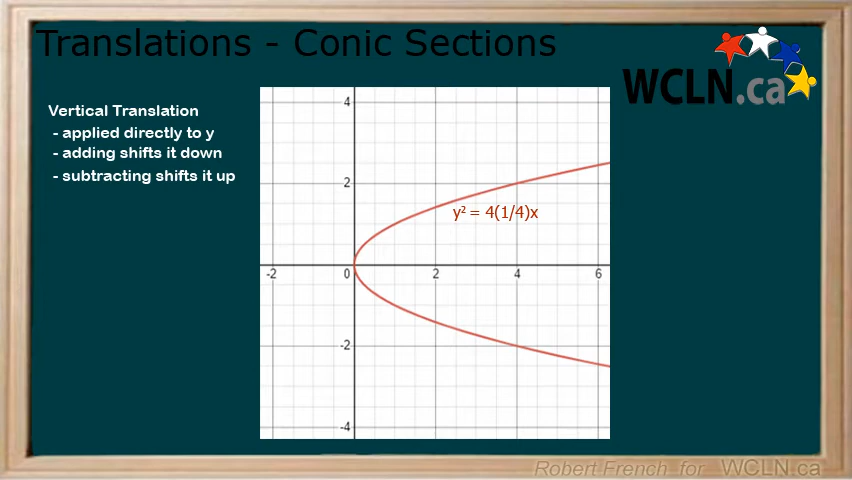 Translations - Conic Sections
WCLN.ca
Vertical Translation
- applied directly to y
- adding shifts it down
- subtracting shifts it up
4
2
y² = 4(1/4)x
-2 0 2 4 6
-2
-4
Robert French for WCLN.ca